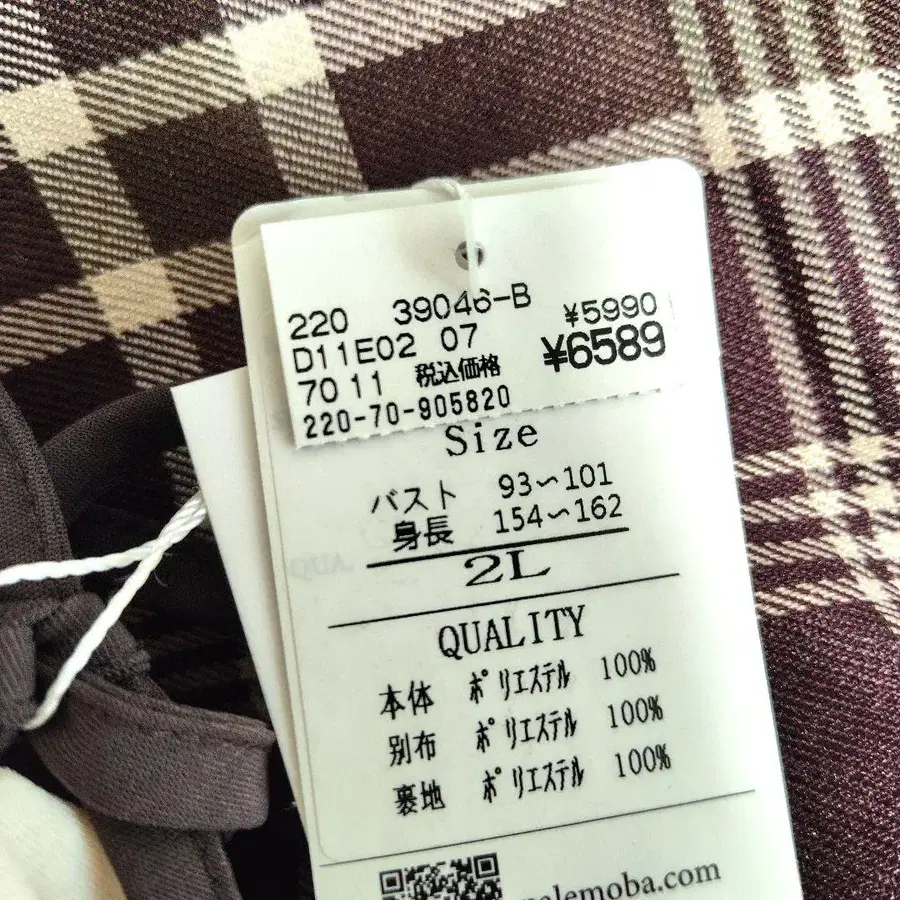 220 39046-B ¥5990
D11E02 07 ¥6589
7011 税込価格
220-70-905820
Size
バスト 93~101
身長 154~162
2L
QUALITY
本体 ポリエステル 100%
別布 ポリエステル 100%
裏地 ポリエステル 100%
alemoba.com